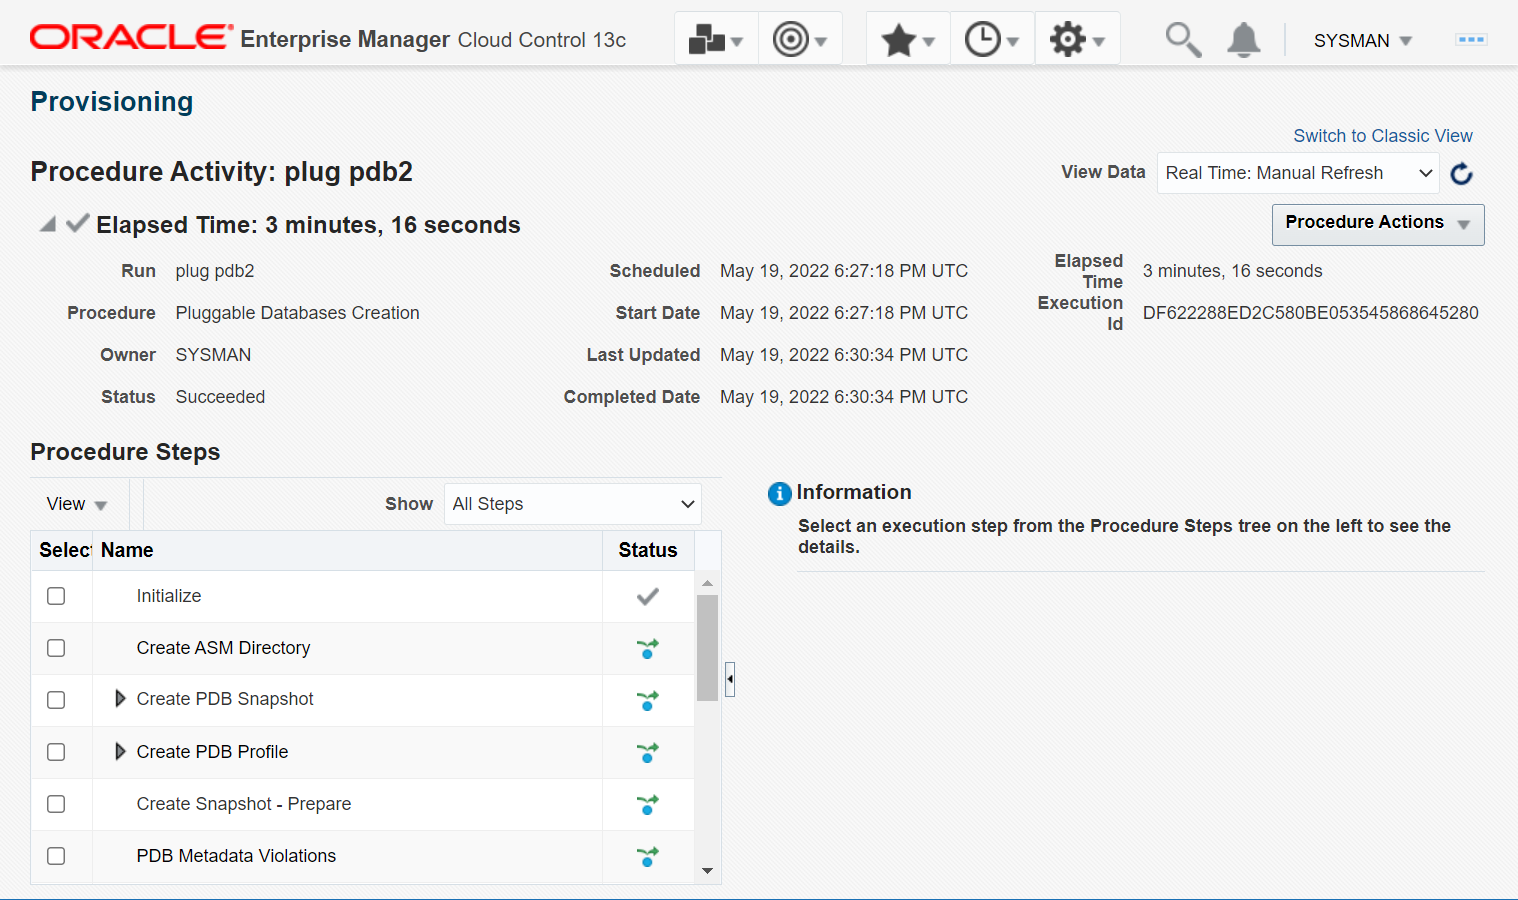 ORACLE Enterprise Manager Cloud Control 13c
SYSMAN
Provisioning
Switch to Classic View
Procedure Activity: plug pdb2
View Data Real Time: Manual Refresh
Elapsed Time: 3 minutes, 16 seconds
Procedure Actions
Run plug pdb2
Procedure Pluggable Databases Creation
Owner SYSMAN
Status Succeeded
Scheduled May 19, 2022 6:27:18 PM UTC
Start Date May 19, 2022 6:27:18 PM UTC
Last Updated May 19, 2022 6:30:34 PM UTC
Completed Date May 19, 2022 6:30:34 PM UTC
Elapsed
Time 3 minutes, 16 seconds
Execution
Id DF622288ED2C580BE053545868645280
Procedure Steps
View Show All Steps
Select Name Status
Initialize
Create ASM Directory
Create PDB Snapshot
Create PDB Profile
Create Snapshot - Prepare
PDB Metadata Violations
Information
Select an execution step from the Procedure Steps tree on the left to see the
details.